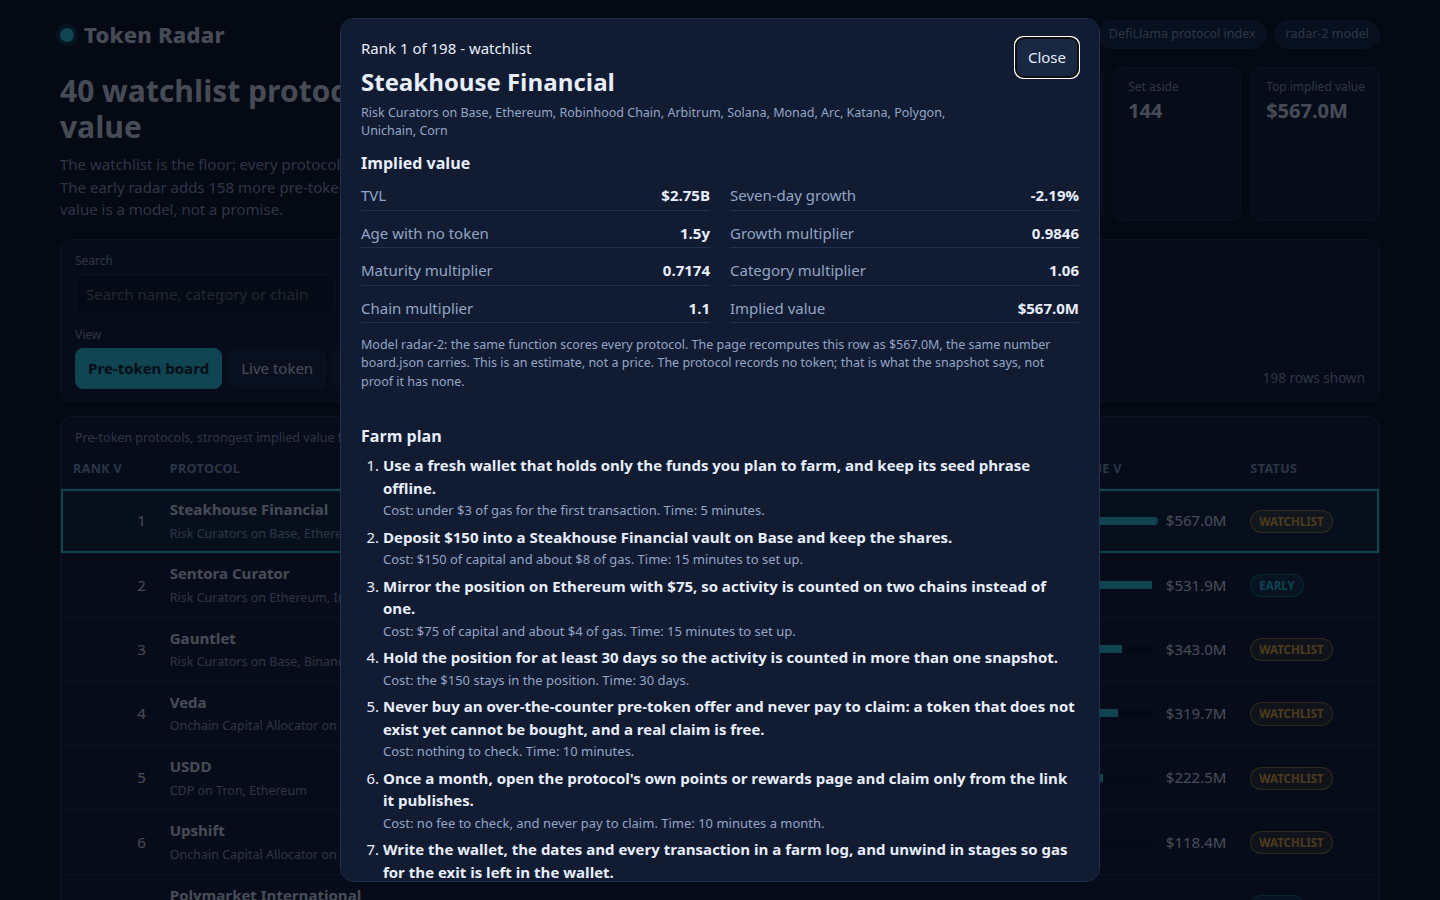 Token Radar
DefiLlama protocol index
radar-2 model
40 watchlist protoc
value
The watchlist is the floor: every protocol
The early radar adds 158 more pre-toke
value is a model, not a promise.
Set aside
144
Top implied value
$567.0M
Search
Search name, category or chain
View
Pre-token board
Live token
198 rows shown
Pre-token protocols, strongest implied value f
RANK V
PROTOCOL
UE V
STATUS
1
Steakhouse Financial
Risk Curators on Base, Ethere
$567.0M
WATCHLIST
2
Sentora Curator
Risk Curators on Ethereum, I
$531.9M
EARLY
3
Gauntlet
Risk Curators on Base, Binan
$343.0M
WATCHLIST
4
Veda
Onchain Capital Allocator on
$319.7M
WATCHLIST
5
USDD
CDP on Tron, Ethereum
$222.5M
WATCHLIST
6
Upshift
Onchain Capital Allocator on
$118.4M
WATCHLIST
Polymarket International
Rank 1 of 198 - watchlist
Close
Steakhouse Financial
Risk Curators on Base, Ethereum, Robinhood Chain, Arbitrum, Solana, Monad, Arc, Katana, Polygon,
Unichain, Corn
Implied value
TVL $2.75B
Seven-day growth -2.19%
Age with no token 1.5y
Growth multiplier 0.9846
Maturity multiplier 0.7174
Category multiplier 1.06
Chain multiplier 1.1
Implied value $567.0M
Model radar-2: the same function scores every protocol. The page recomputes this row as $567.0M, the same number
board.json carries. This is an estimate, not a price. The protocol records no token; that is what the snapshot says, not
proof it has none.
Farm plan
1. Use a fresh wallet that holds only the funds you plan to farm, and keep its seed phrase
offline.
Cost: under $3 of gas for the first transaction. Time: 5 minutes.
2. Deposit $150 into a Steakhouse Financial vault on Base and keep the shares.
Cost: $150 of capital and about $8 of gas. Time: 15 minutes to set up.
3. Mirror the position on Ethereum with $75, so activity is counted on two chains instead of
one.
Cost: $75 of capital and about $4 of gas. Time: 15 minutes to set up.
4. Hold the position for at least 30 days so the activity is counted in more than one snapshot.
Cost: the $150 stays in the position. Time: 30 days.
5. Never buy an over-the-counter pre-token offer and never pay to claim: a token that does not
exist yet cannot be bought, and a real claim is free.
Cost: nothing to check. Time: 10 minutes.
6. Once a month, open the protocol's own points or rewards page and claim only from the link
it publishes.
Cost: no fee to check, and never pay to claim. Time: 10 minutes a month.
7. Write the wallet, the dates and every transaction in a farm log, and unwind in stages so gas
for the exit is left in the wallet.